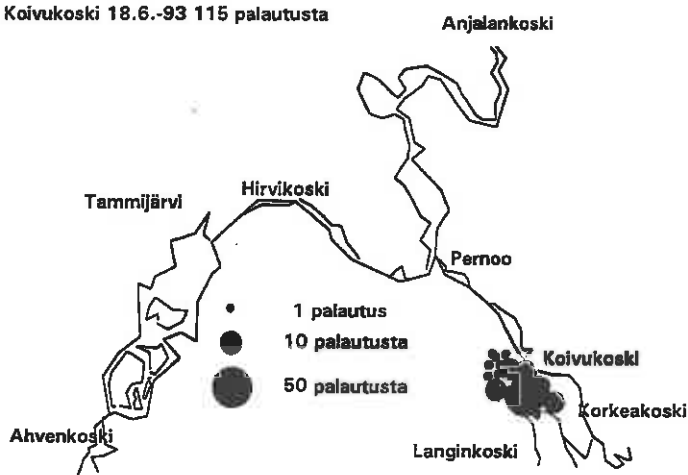 Koivukoski 18.6.-93 115 palautusta
Anjalankoski
Tammijärvi
Hirvikoski
Pernoo
1 palautus
10 palautusta
50 palautusta
Koivukoski
Korkeakoski
Langinkoski
Ahvenkoski